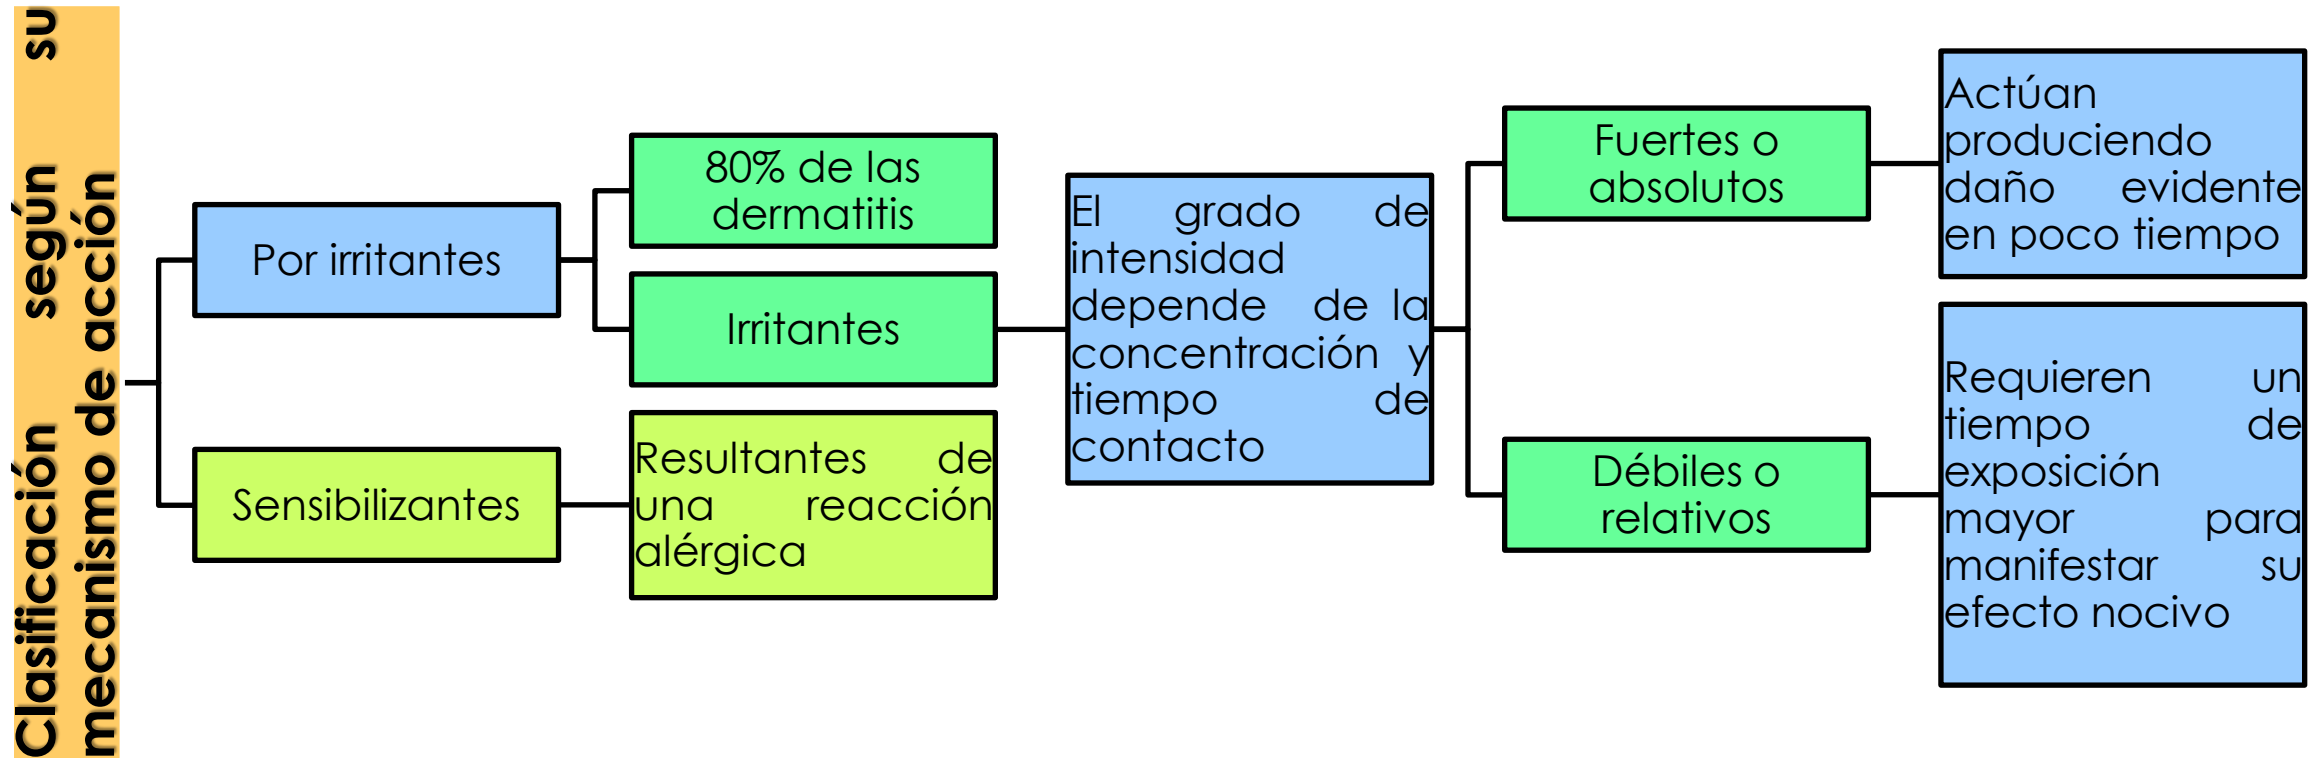 Clasificación según su
mecanismo de acción
Por irritantes
80% de las
dermatitis
Irritantes
El grado de
intensidad
depende de la
concentración y
tiempo de
contacto
Fuertes o
absolutos
Actúan
produciendo
daño evidente
en poco tiempo
Débiles o
relativos
Requieren un
tiempo de
exposición
mayor para
manifestar su
efecto nocivo
Sensibilizantes
Resultantes de
una reacción
alérgica